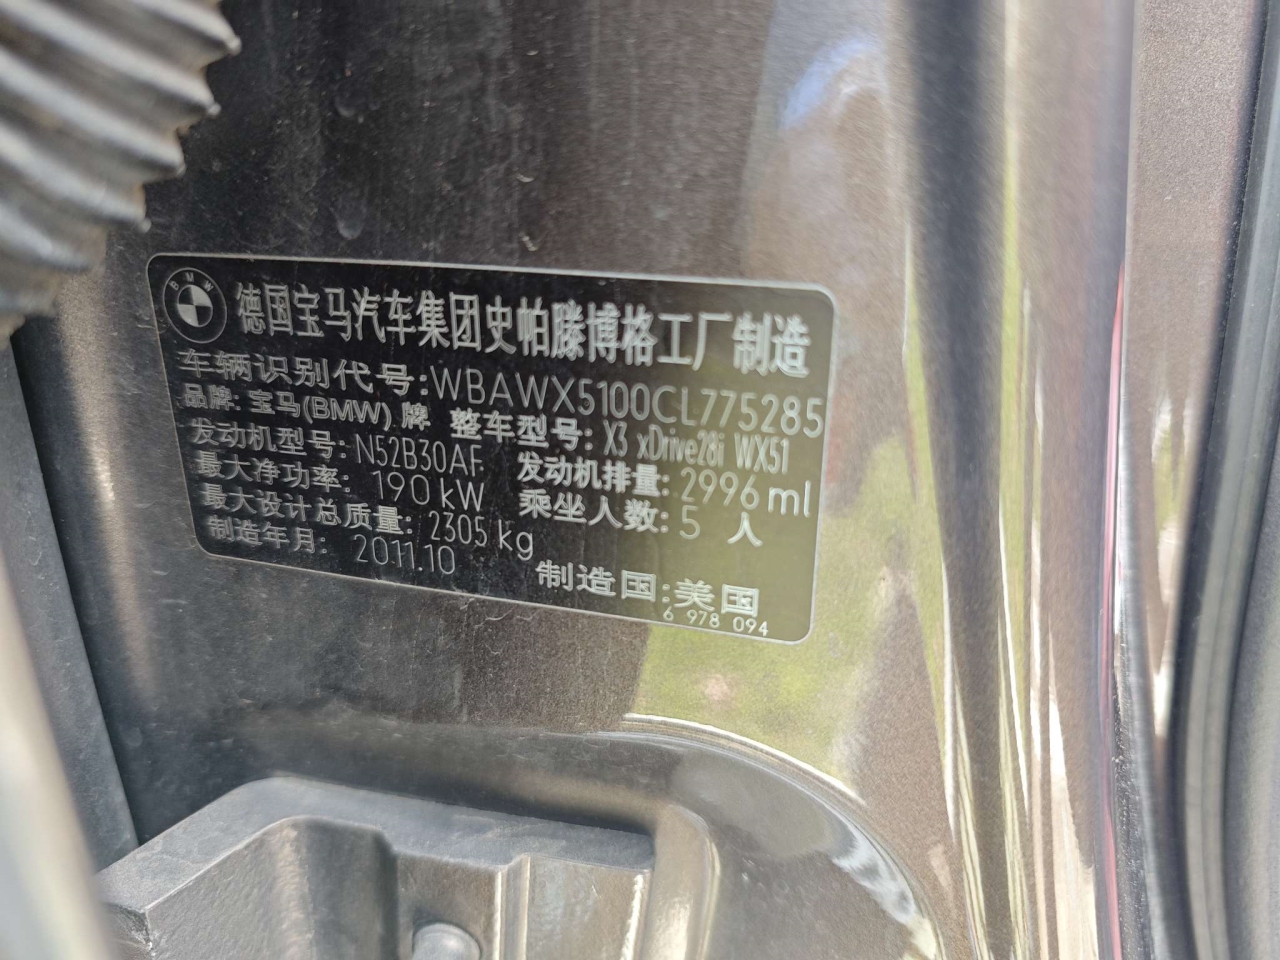 BMW 德国宝马汽车集团史帕滕博格工厂制造
车辆识别代号:WBAWX5100CL775285
品牌: 宝马(BMW)牌 整车型号: X3 xDrive28i WX51
发动机型号: N52B30AF 发动机排量: 2996ml
最大净功率: 190kW 乘坐人数: 5 人
最大设计总质量: 2305kg
制造年月: 2011.10 制造国:美国
6 978 094